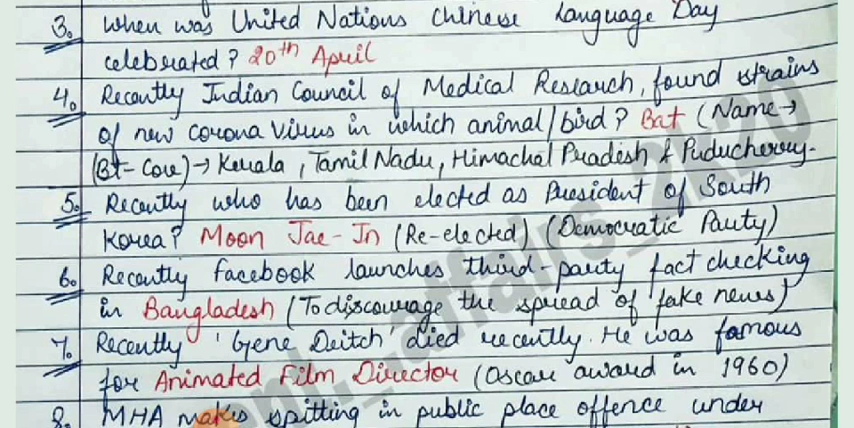 3. When was United Nations Chinese Language Day
celebrated? 20th April
4. Recently Indian Council of Medical Research, found strains
of new corona virus in which animal/bird? Bat (Name →
(Bt-Cov) → Kerala, Tamil Nadu, Himachal Pradesh & Puducherry.
5. Recently who has been elected as President of South
Korea? Moon Jae-In (Re-elected) (Democratic Party)
6. Recently facebook launches third-party fact checking
in Bangladesh (To discourage the spread of fake news)
7. Recently 'Gene Deitch died recently. He was famous
for Animated Film Director (Oscar award in 1960)
8. MHA makes spitting in public place offence under